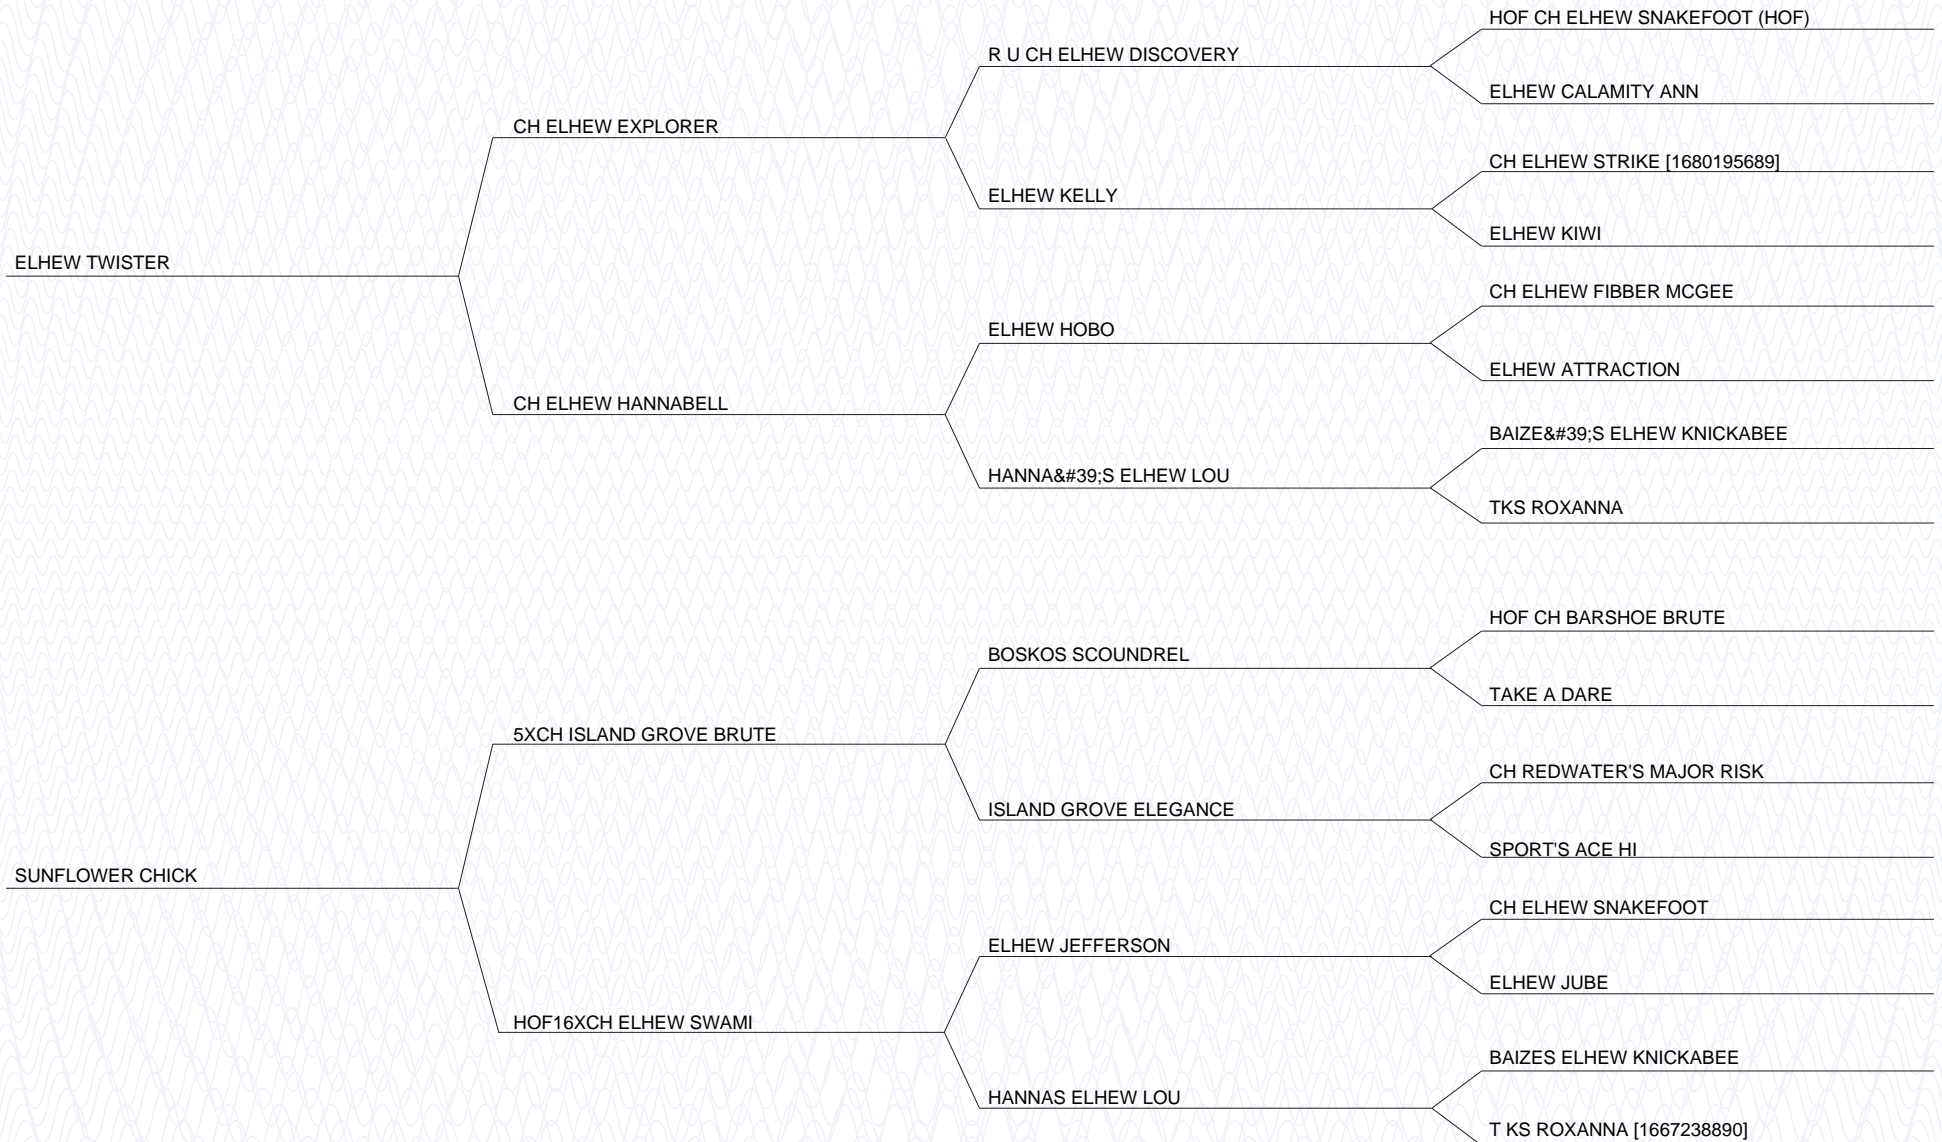 HOF CH ELHEW SNAKEFOOT (HOF)
R U CH ELHEW DISCOVERY
ELHEW CALAMITY ANN
CH ELHEW EXPLORER
CH ELHEW STRIKE [1680195689]
ELHEW KELLY
ELHEW KIWI
ELHEW TWISTER
CH ELHEW FIBBER MCGEE
ELHEW HOBO
ELHEW ATTRACTION
CH ELHEW HANNABELL
BAIZE&#39;S ELHEW KNICKABEE
HANNA&#39;S ELHEW LOU
TKS ROXANNA
HOF CH BARSHOE BRUTE
BOSKOS SCOUNDREL
TAKE A DARE
5XCH ISLAND GROVE BRUTE
CH REDWATER'S MAJOR RISK
ISLAND GROVE ELEGANCE
SPORT'S ACE HI
SUNFLOWER CHICK
CH ELHEW SNAKEFOOT
ELHEW JEFFERSON
ELHEW JUBE
HOF16XCH ELHEW SWAMI
BAIZES ELHEW KNICKABEE
HANNAS ELHEW LOU
T KS ROXANNA [1667238890]